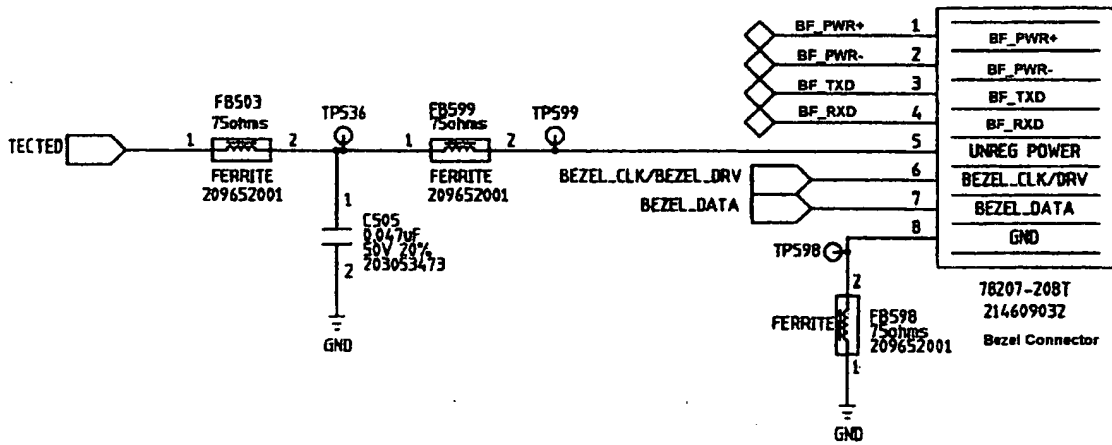 BF_PWR+ 1 BF_PWR+
BF_PWR- 2 BF_PWR-
BF_TXD 3 BF_TXD
BF_RXD 4 BF_RXD
5 UNREG POWER
BEZEL_CLK/BEZEL_DRV 6 BEZEL_CLK/DRV
BEZEL_DATA 7 BEZEL_DATA
8 GND
78207-208T
214609032
Bezel Connector
TECTED
FB503
75ohms
1 2
FERRITE
209652001
TP536
FB599
75ohms
1 2
FERRITE
209652001
TP599
1
C505
0.047uF
50V 20%
203053473
2
GND
TP598
2
FERRITE
FB598
75ohms
209652001
1
GND